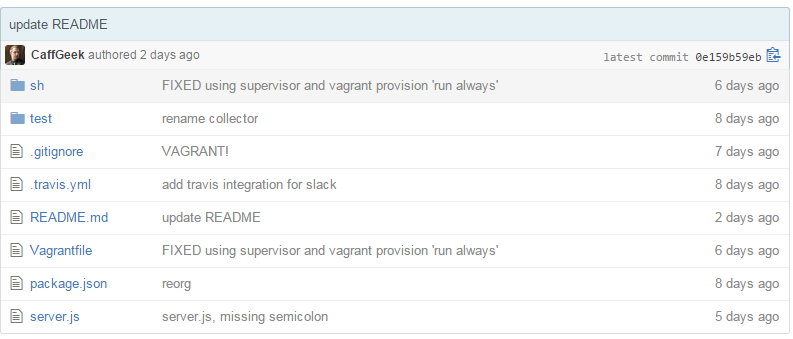 update README
CaffGeek authored 2 days ago latest commit 0e159b59eb
sh FIXED using supervisor and vagrant provision 'run always' 6 days ago
test rename collector 8 days ago
.gitignore VAGRANT! 7 days ago
.travis.yml add travis integration for slack 8 days ago
README.md update README 2 days ago
Vagrantfile FIXED using supervisor and vagrant provision 'run always' 6 days ago
package.json reorg 8 days ago
server.js server.js, missing semicolon 5 days ago